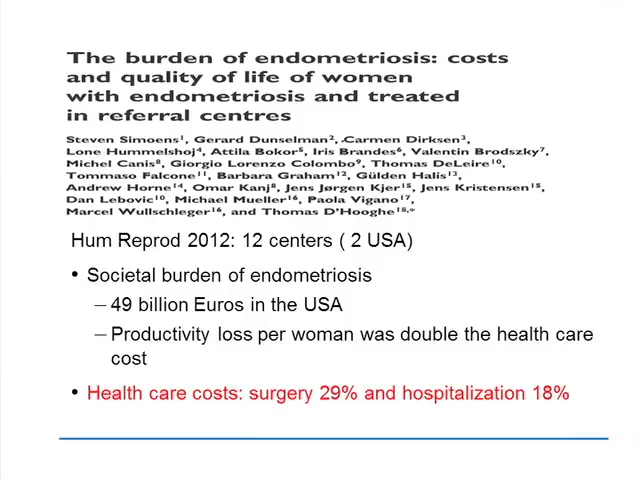 The burden of endometriosis: costs
and quality of life of women
with endometriosis and treated
in referral centres
Steven Simoens¹, Gerard Dunselman², Carmen Dirksen³,
Lone Hummelshoj⁴, Attila Bokor⁵, Iris Brandes⁶, Valentin Brodszky⁷,
Michel Canis⁸, Giorgio Lorenzo Colombo⁹, Thomas DeLeire¹⁰,
Tommaso Falcone¹¹, Barbara Graham¹², Gülden Halis¹³,
Andrew Horne¹⁴, Omar Kanj⁸, Jens Jørgen Kjer¹⁵, Jens Kristensen¹⁵,
Dan Lebovic¹⁰, Michael Mueller¹⁶, Paola Vigano¹⁷,
Marcel Wullschleger¹⁶, and Thomas D'Hooghe¹⁸,*
Hum Reprod 2012: 12 centers ( 2 USA)
• Societal burden of endometriosis
– 49 billion Euros in the USA
– Productivity loss per woman was double the health care
cost
• Health care costs: surgery 29% and hospitalization 18%